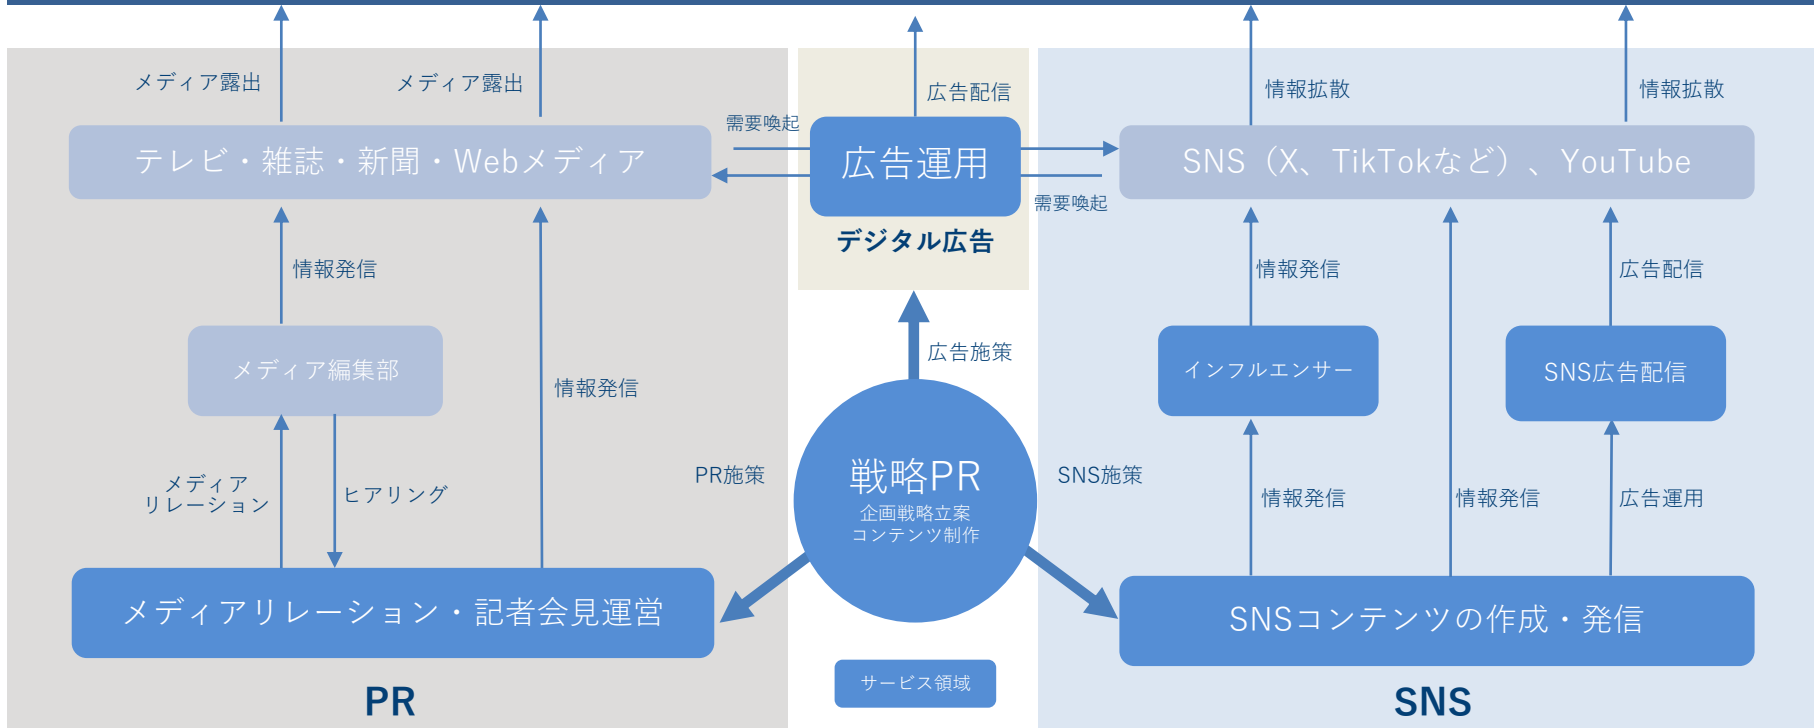 メディア露出
メディア露出
広告配信
情報拡散
情報拡散
需要喚起
テレビ・雑誌・新聞・Webメディア
広告運用
SNS（X、TikTokなど）、YouTube
需要喚起
デジタル広告
情報発信
情報発信
広告配信
広告施策
メディア編集部
情報発信
インフルエンサー
SNS広告配信
メディア
リレーション
ヒアリング
PR施策
戦略PR
企画戦略立案
コンテンツ制作
SNS施策
情報発信
情報発信
広告運用
メディアリレーション・記者会見運営
SNSコンテンツの作成・発信
サービス領域
PR
SNS